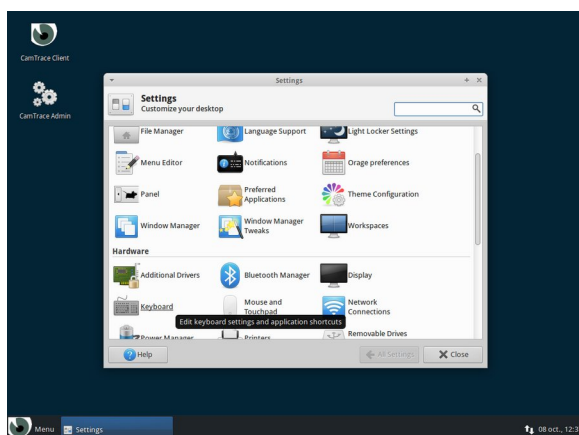 CamTrace Client
CamTrace Admin
Settings
Settings
Customize your desktop
File Manager
Language Support
Light Locker Settings
Menu Editor
Notifications
Orage preferences
Panel
Preferred
Applications
Theme Configuration
Window Manager
Window Manager
Tweaks
Workspaces
Hardware
Additional Drivers
Bluetooth Manager
Display
Keyboard
Mouse and
Touchpad
Network
Connections
Edit keyboard settings and application shortcuts
Power Manager
Printers
Removable Drives
Help
All Settings
Close
Menu
Settings
08 oct., 12:3